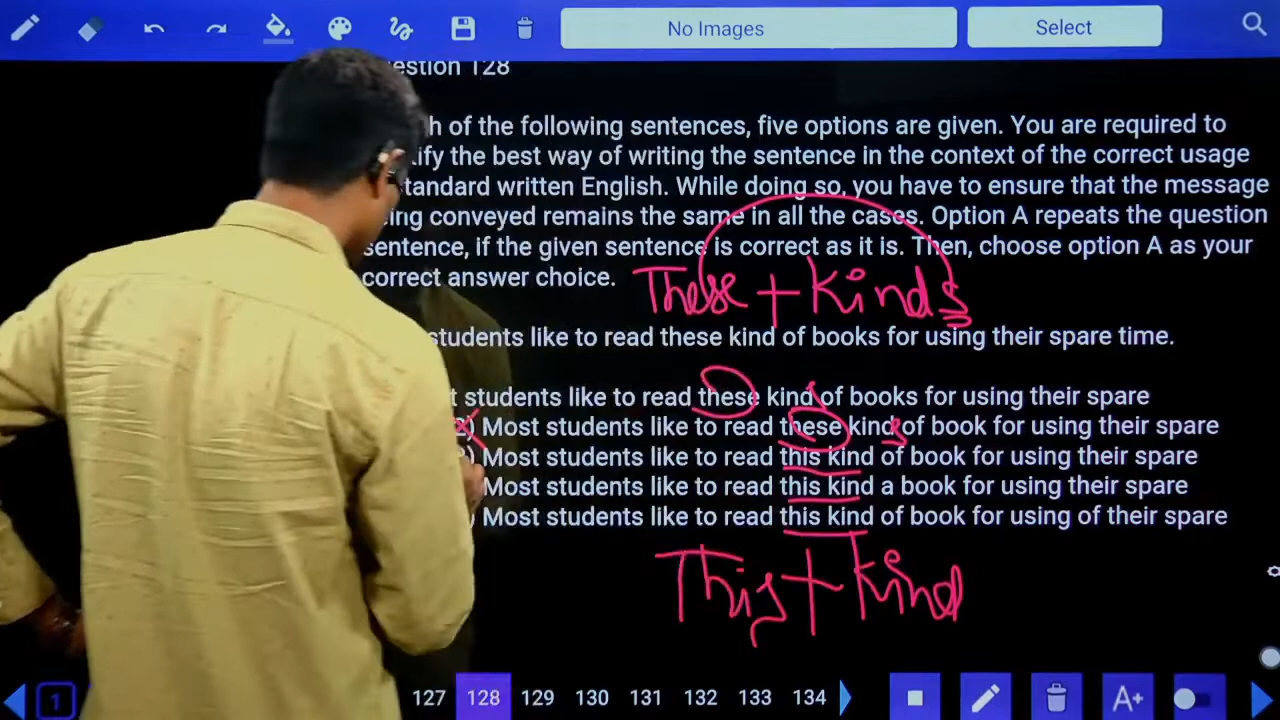 No Images
Select
estion 128
h of the following sentences, five options are given. You are required to
ify the best way of writing the sentence in the context of the correct usage
tandard written English. While doing so, you have to ensure that the message
ing conveyed remains the same in all the cases. Option A repeats the question
sentence, if the given sentence is correct as it is. Then, choose option A as your
correct answer choice.
These + Kinds
students like to read these kind of books for using their spare time.
t students like to read these kind of books for using their spare
2) Most students like to read these kind s of book for using their spare
) Most students like to read this kind of book for using their spare
Most students like to read this kind a book for using their spare
) Most students like to read this kind of book for using of their spare
This + Kind
1 127 128 129 130 131 132 133 134 A+